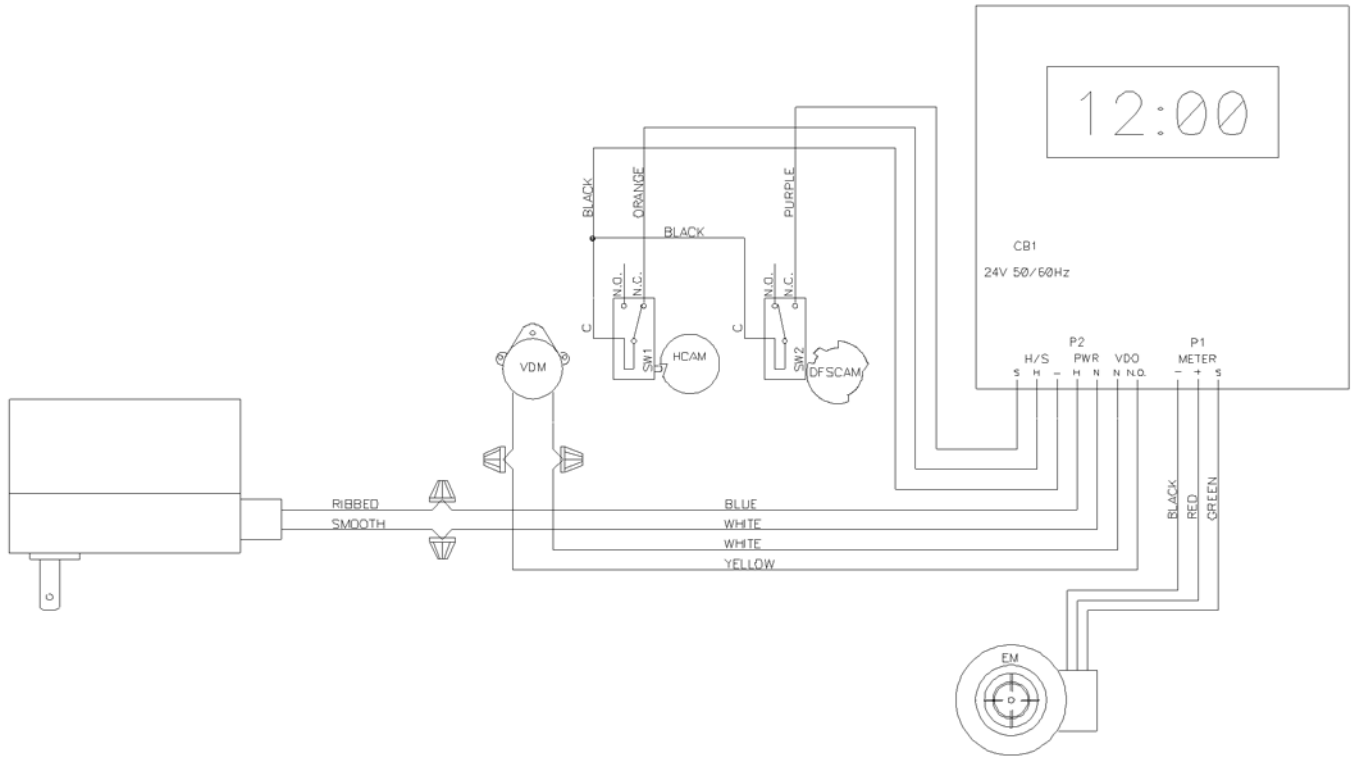 12:00
BLACK
ORANGE
PURPLE
BLACK
CB1
24V 50/60Hz
N.O.
N.C.
N.O.
N.C.
C
C
SW1
HCAM
SW2
DFSCAM
VDM
P2
P1
H/S PWR VDO METER
S H – H N N N.O. – + S
RIBBED
BLUE
SMOOTH
WHITE
WHITE
YELLOW
BLACK
RED
GREEN
EM